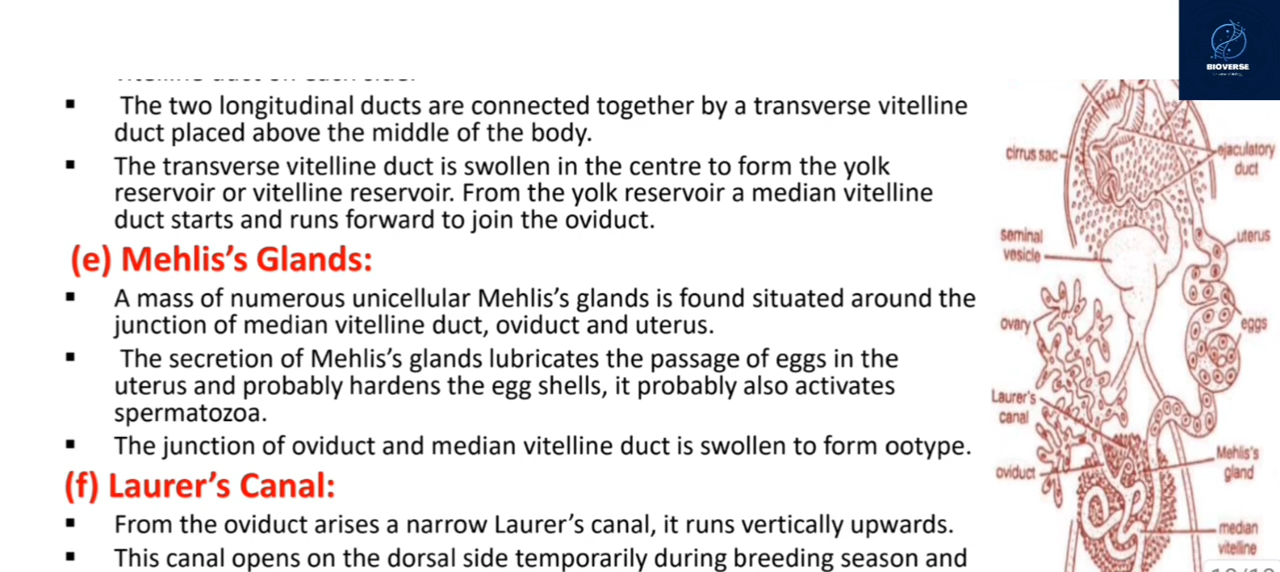 BIOVERSE
▪ The two longitudinal ducts are connected together by a transverse vitelline
duct placed above the middle of the body.
▪ The transverse vitelline duct is swollen in the centre to form the yolk
reservoir or vitelline reservoir. From the yolk reservoir a median vitelline
duct starts and runs forward to join the oviduct.
(e) Mehlis’s Glands:
▪ A mass of numerous unicellular Mehlis’s glands is found situated around the
junction of median vitelline duct, oviduct and uterus.
▪ The secretion of Mehlis’s glands lubricates the passage of eggs in the
uterus and probably hardens the egg shells, it probably also activates
spermatozoa.
▪ The junction of oviduct and median vitelline duct is swollen to form ootype.
(f) Laurer’s Canal:
▪ From the oviduct arises a narrow Laurer’s canal, it runs vertically upwards.
▪ This canal opens on the dorsal side temporarily during breeding season and
cirrus sac
ejaculatory
duct
seminal
vesicle
uterus
ovary
eggs
Laurer's
canal
oviduct
Mehlis's
gland
median
vitelline